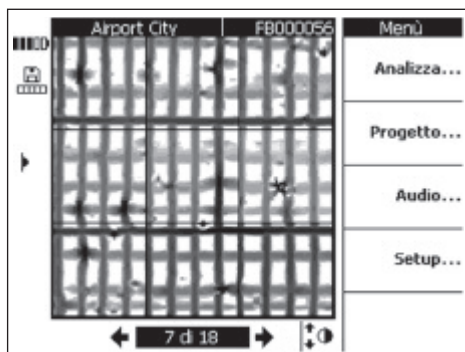 Airport City FB000056 Menù
Analizza...
Progetto...
Audio...
Setup...
7 di 18